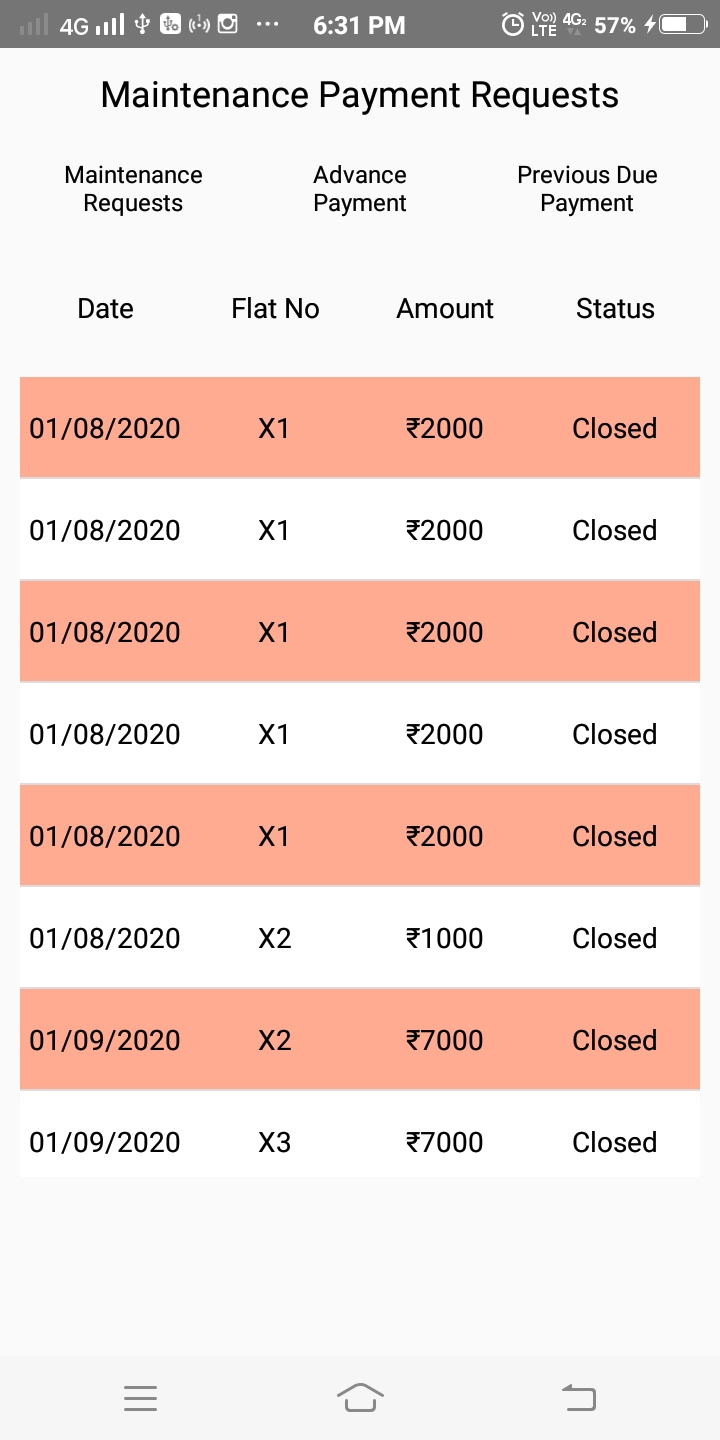 4G 6:31 PM Vo)) LTE 4G2 57%
Maintenance Payment Requests
Maintenance Requests
Advance Payment
Previous Due Payment
Date Flat No Amount Status
01/08/2020 X1 ₹2000 Closed
01/08/2020 X1 ₹2000 Closed
01/08/2020 X1 ₹2000 Closed
01/08/2020 X1 ₹2000 Closed
01/08/2020 X1 ₹2000 Closed
01/08/2020 X2 ₹1000 Closed
01/09/2020 X2 ₹7000 Closed
01/09/2020 X3 ₹7000 Closed